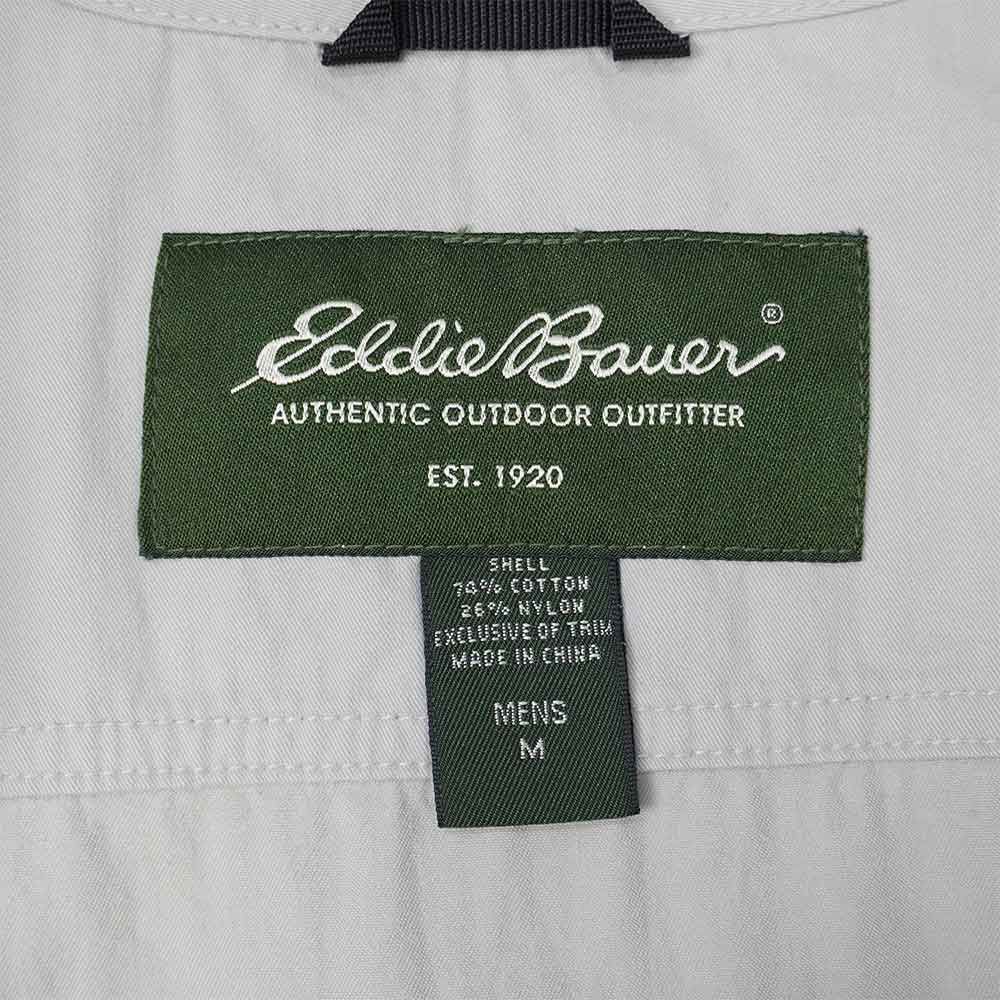 Eddie Bauer®
AUTHENTIC OUTDOOR OUTFITTER
EST. 1920
SHELL
74% COTTON
26% NYLON
EXCLUSIVE OF TRIM
MADE IN CHINA
MENS
M